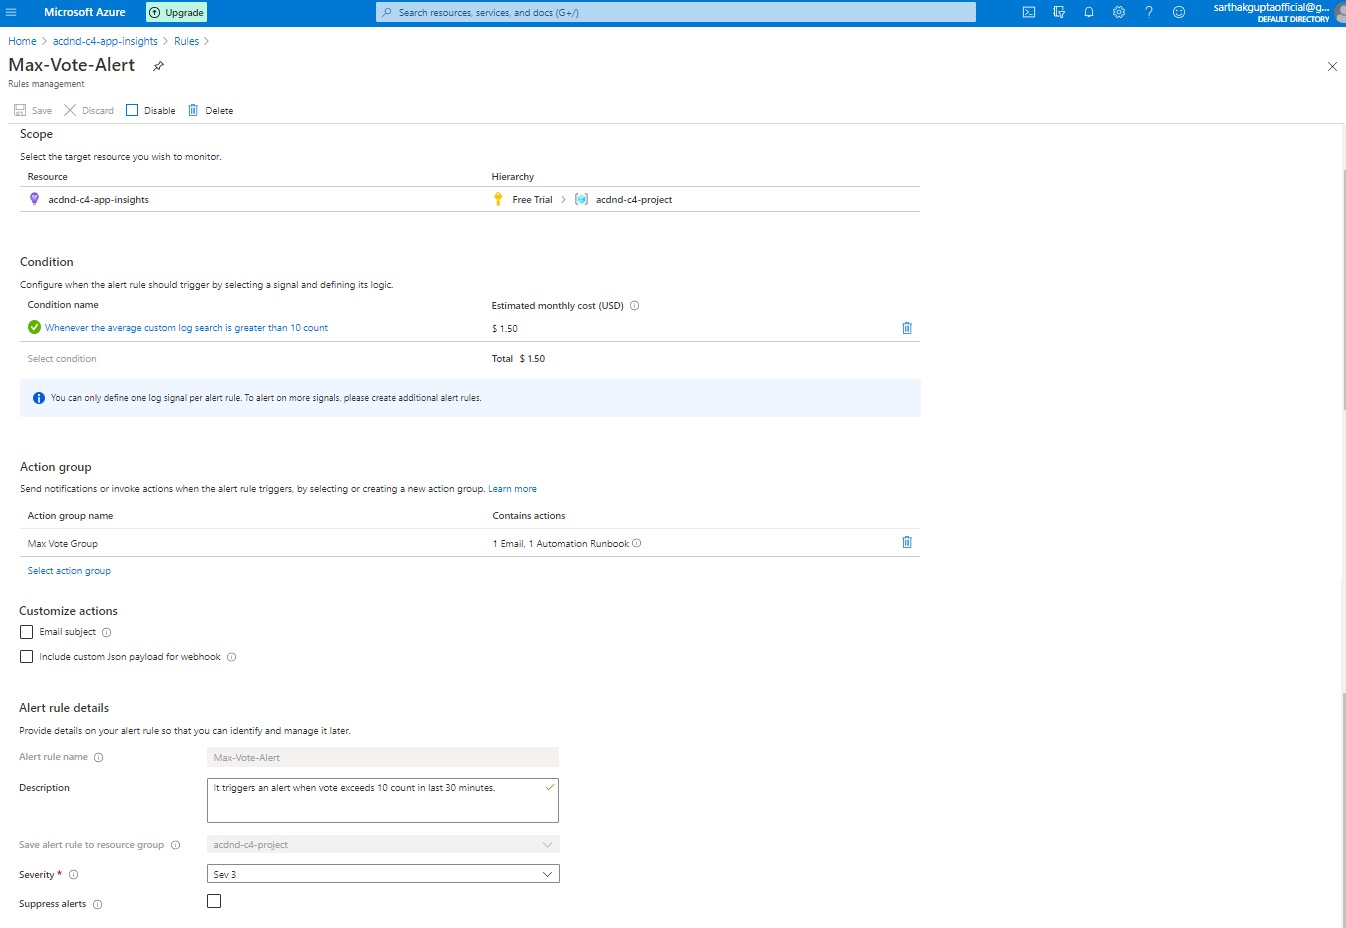 Microsoft Azure
Upgrade
Search resources, services, and docs (G+/)
sarthakguptaofficial@g...
DEFAULT DIRECTORY
Home > acdnd-c4-app-insights > Rules >
Max-Vote-Alert
Rules management
Save Discard Disable Delete
Scope
Select the target resource you wish to monitor.
Resource Hierarchy
acdnd-c4-app-insights Free Trial > acdnd-c4-project
Condition
Configure when the alert rule should trigger by selecting a signal and defining its logic.
Condition name Estimated monthly cost (USD)
Whenever the average custom log search is greater than 10 count $ 1.50
Select condition Total $ 1.50
You can only define one log signal per alert rule. To alert on more signals, please create additional alert rules.
Action group
Send notifications or invoke actions when the alert rule triggers, by selecting or creating a new action group. Learn more
Action group name Contains actions
Max Vote Group 1 Email, 1 Automation Runbook
Select action group
Customize actions
Email subject
Include custom Json payload for webhook
Alert rule details
Provide details on your alert rule so that you can identify and manage it later.
Alert rule name Max-Vote-Alert
Description It triggers an alert when vote exceeds 10 count in last 30 minutes.
Save alert rule to resource group acdnd-c4-project
Severity * Sev 3
Suppress alerts